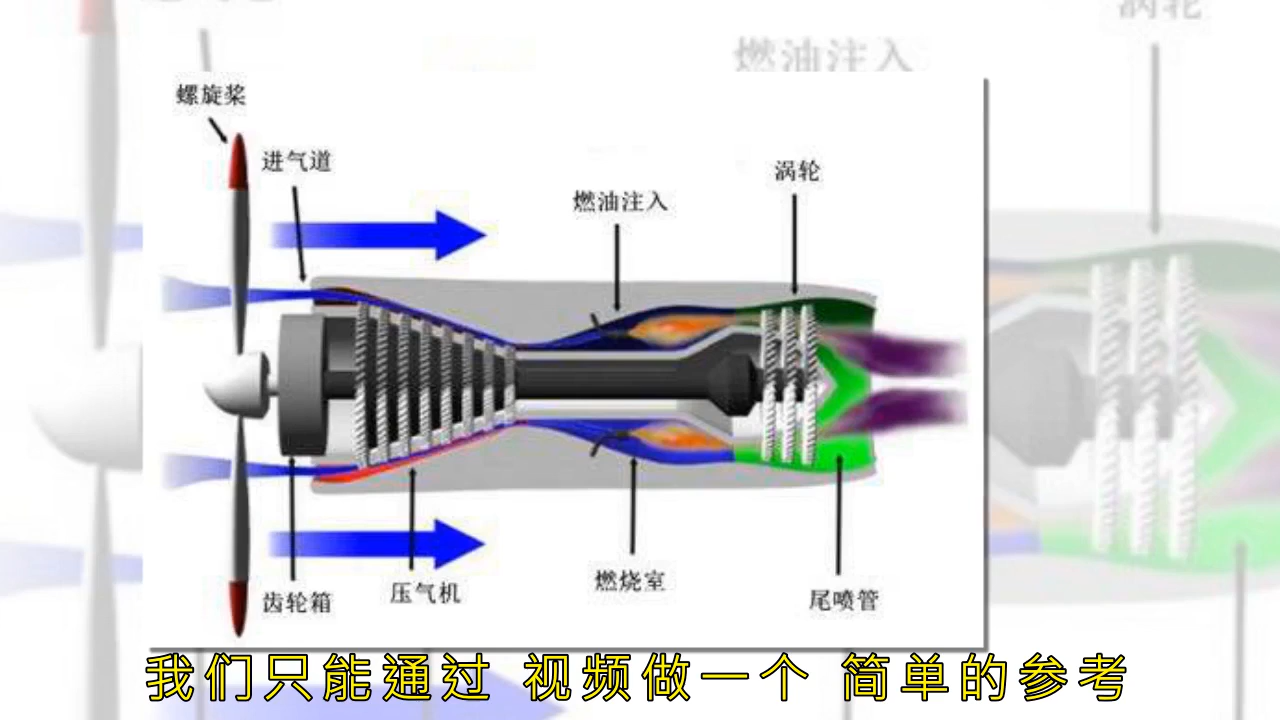 涡轮
燃油注入
螺旋桨
进气道
涡轮
燃油注入
齿轮箱
压气机
燃烧室
尾喷管
我们只能通过 视频做一个 简单的参考